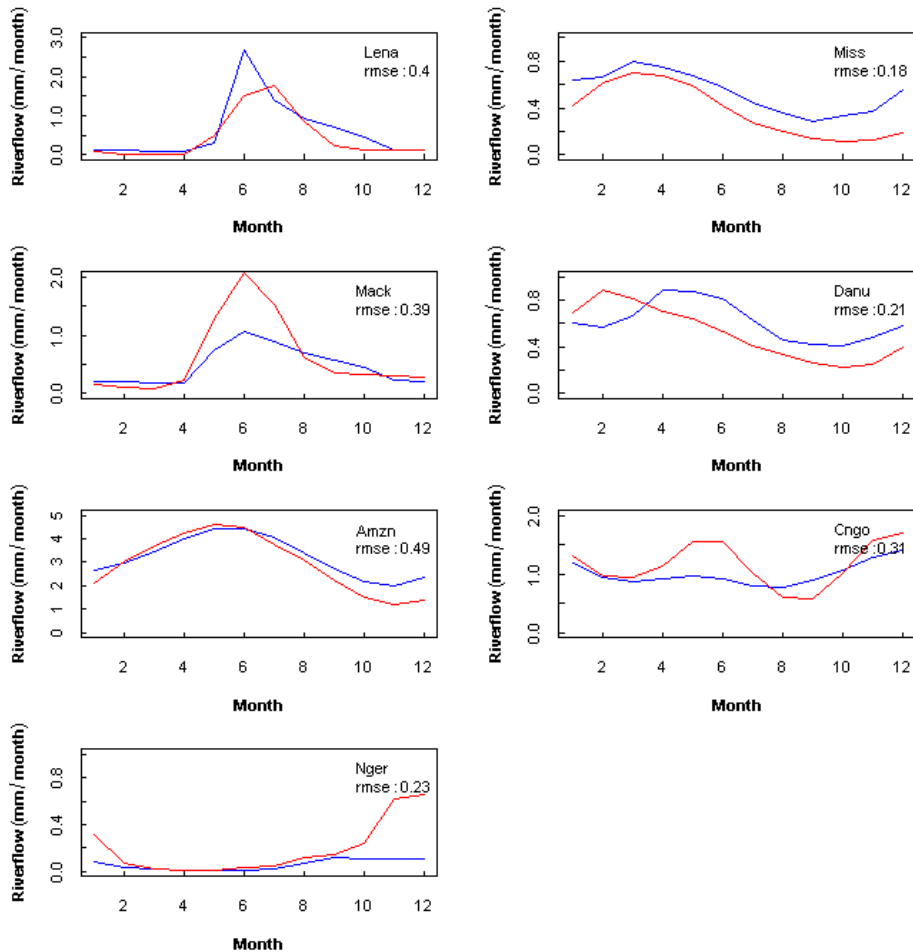 Riverflow (mm/month)
3.0
2.0
1.0
0.0
Lena
rmse :0.4
2 4 6 8 10 12
Month
Riverflow (mm/month)
0.8
0.4
0.0
Miss
rmse :0.18
2 4 6 8 10 12
Month
Riverflow (mm/month)
2.0
1.0
0.0
Mack
rmse :0.39
2 4 6 8 10 12
Month
Riverflow (mm/month)
0.8
0.4
0.0
Danu
rmse :0.21
2 4 6 8 10 12
Month
Riverflow (mm/month)
5
4
3
2
1
0
Amzn
rmse :0.49
2 4 6 8 10 12
Month
Riverflow (mm/month)
2.0
1.0
0.0
Cngo
rmse :0.31
2 4 6 8 10 12
Month
Riverflow (mm/month)
0.8
0.4
0.0
Nger
rmse :0.23
2 4 6 8 10 12
Month